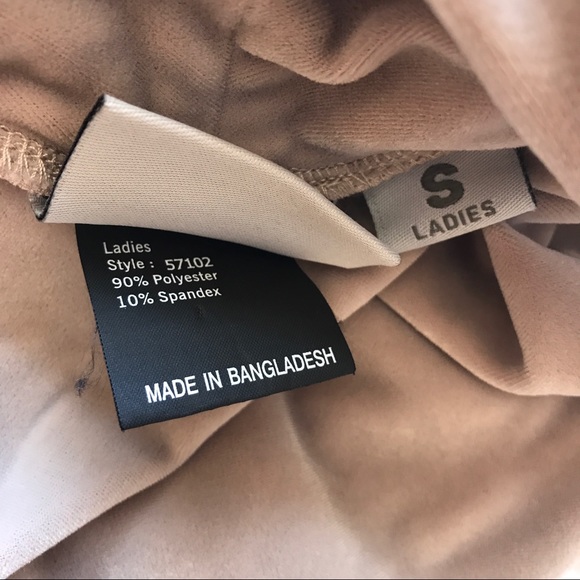 Ladies
Style : 57102
90% Polyester
10% Spandex
MADE IN BANGLADESH
S
LADIES